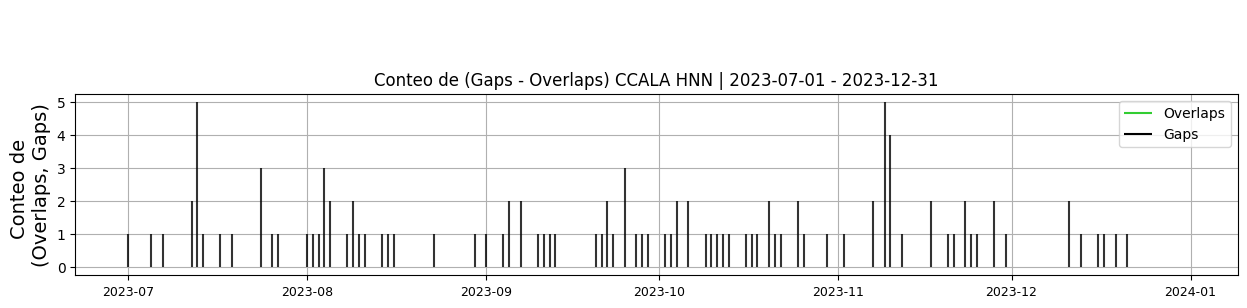 Conteo de (Gaps - Overlaps) CCALA HNN | 2023-07-01 - 2023-12-31
Conteo de
(Overlaps, Gaps)
5
4
3
2
1
0
Overlaps
Gaps
2023-07
2023-08
2023-09
2023-10
2023-11
2023-12
2024-01